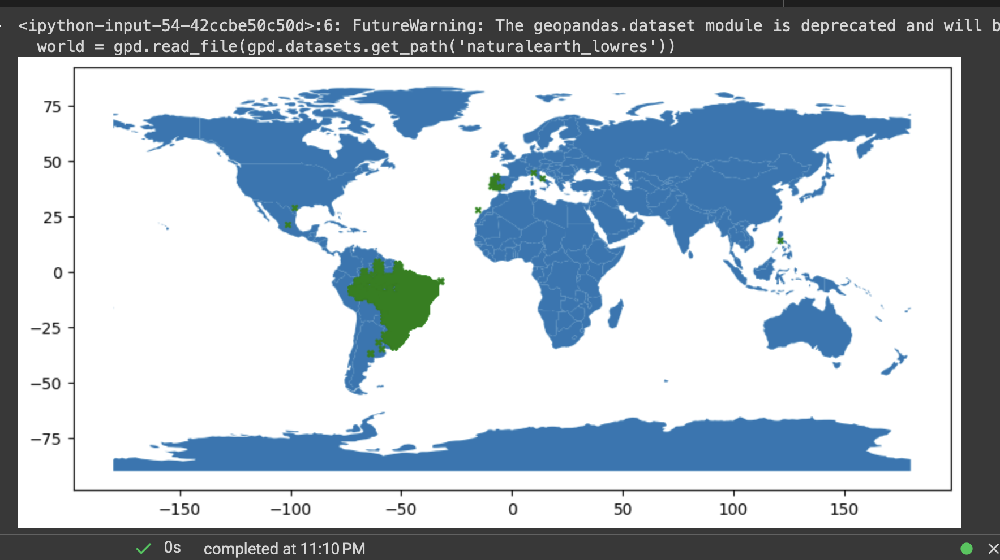 <ipython-input-54-42ccbe50c50d>:6: FutureWarning: The geopandas.dataset module is deprecated and will b
world = gpd.read_file(gpd.datasets.get_path('naturalearth_lowres'))
75
50
25
0
−25
−50
−75
−150 −100 −50 0 50 100 150
0s completed at 11:10 PM